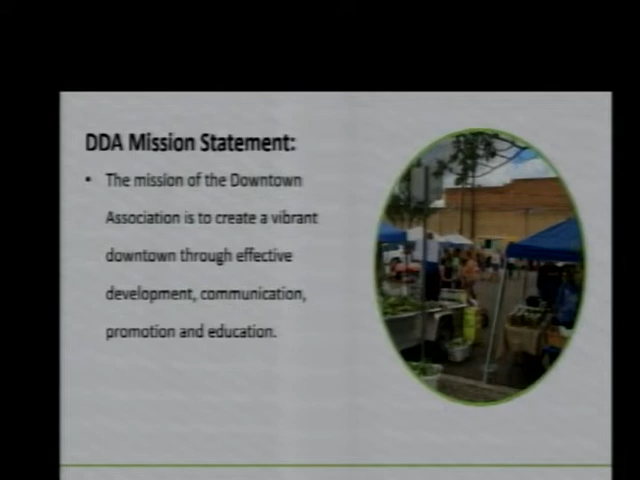 DDA Mission Statement:
• The mission of the Downtown
Association is to create a vibrant
downtown through effective
development, communication,
promotion and education.